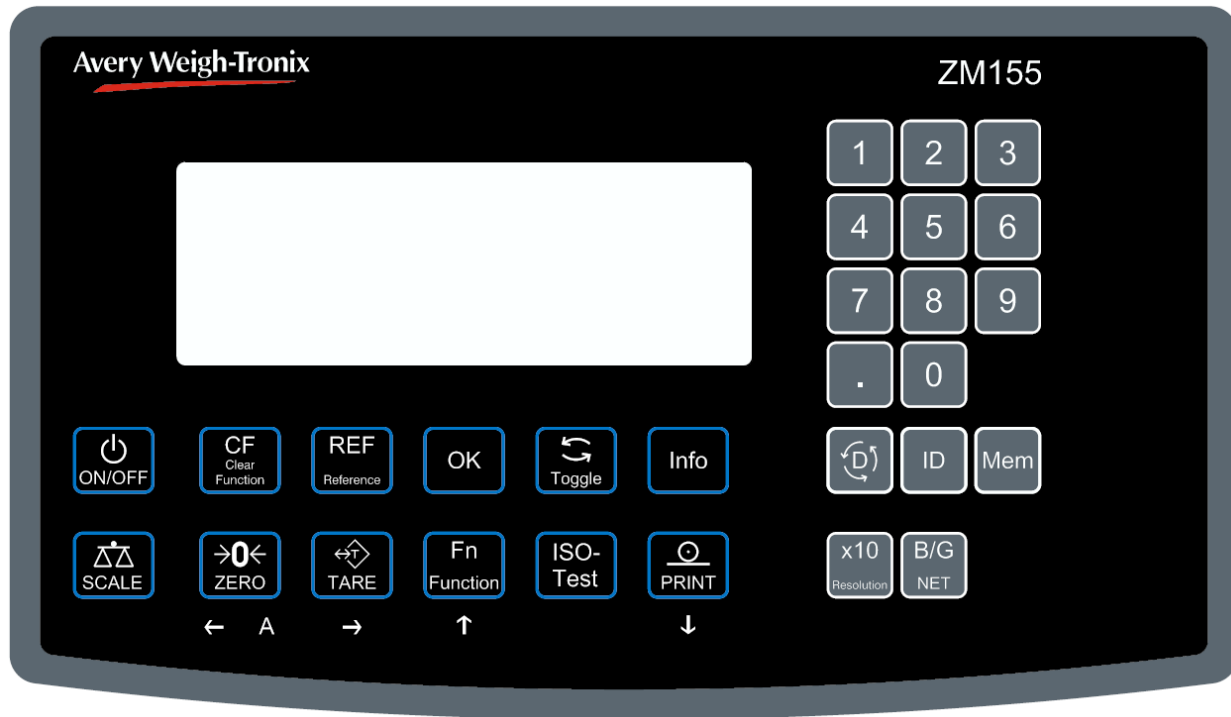 Avery Weigh-Tronix
ZM155
1 2 3
4 5 6
7 8 9
. 0
ON/OFF
CF
Clear
Function
REF
Reference
OK
Toggle
Info
D
ID
Mem
SCALE
→0←
ZERO
↔T
TARE
Fn
Function
ISO-
Test
PRINT
x10
Resolution
B/G
NET
← A → ↑ ↓